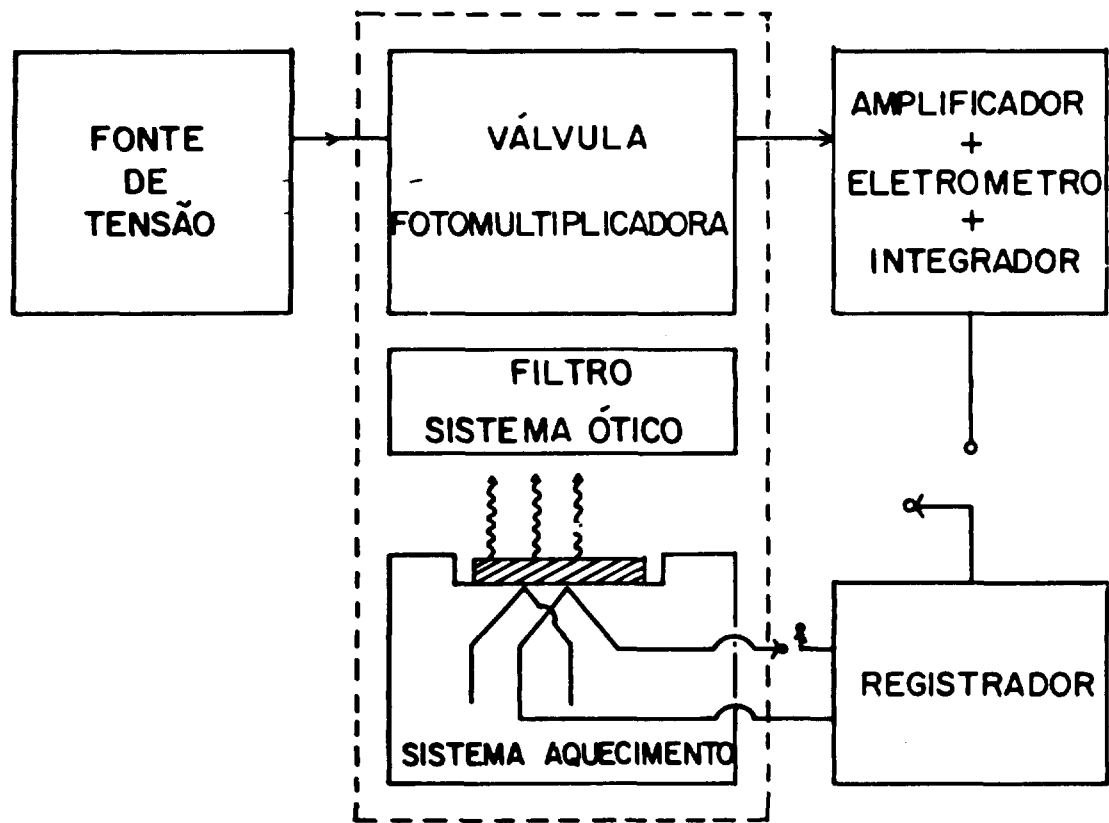 FONTE
DE
TENSÃO
VÁLVULA
FOTOMULTIPLICADORA
AMPLIFICADOR
+
ELETROMETRO
+
INTEGRADOR
FILTRO
SISTEMA ÓTICO
SISTEMA AQUECIMENTO
REGISTRADOR